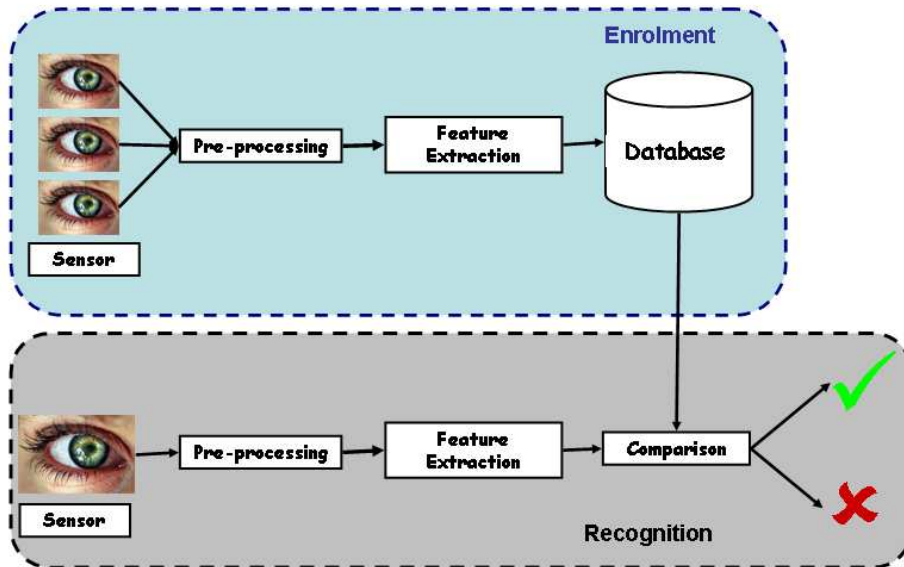 Enrolment
Pre-processing
Feature
Extraction
Database
Sensor
Pre-processing
Feature
Extraction
Comparison
Sensor
Recognition